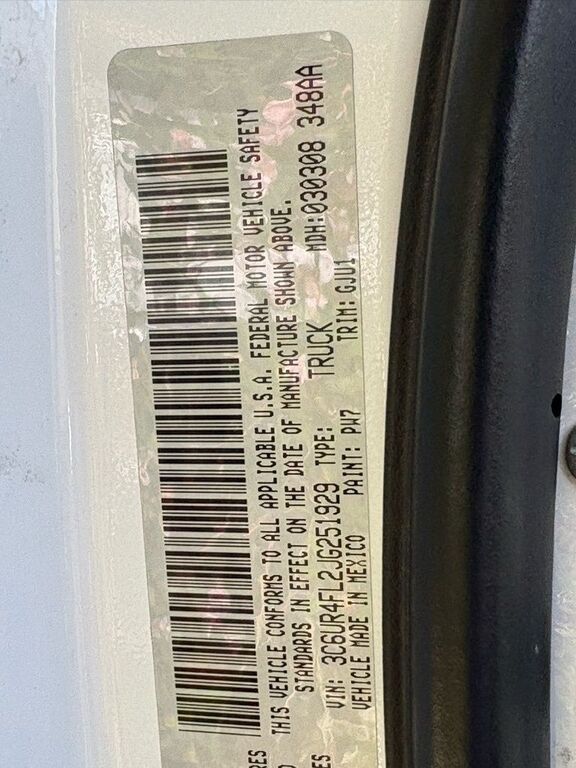 THIS VEHICLE CONFORMS TO ALL APPLICABLE U.S.A. FEDERAL MOTOR VEHICLE SAFETY
STANDARDS IN EFFECT ON THE DATE OF MANUFACTURE SHOWN ABOVE.
VIN: 3C6UR4FL2JG251929 TYPE: TRUCK MDH:030308 348AA
VEHICLE MADE IN MEXICO PAINT: PW7 TRIM: GJU1